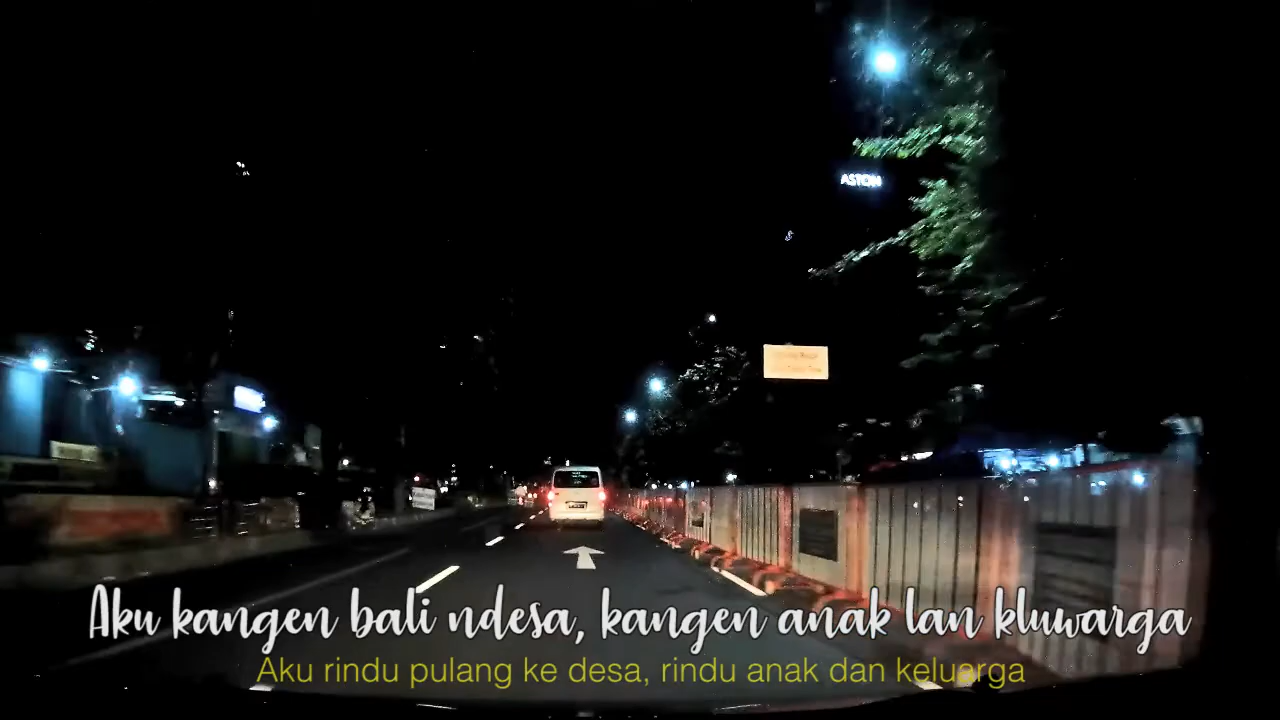 ASTON
Aku kangen bali ndesa, kangen anak lan kluwarga
Aku rindu pulang ke desa, rindu anak dan keluarga